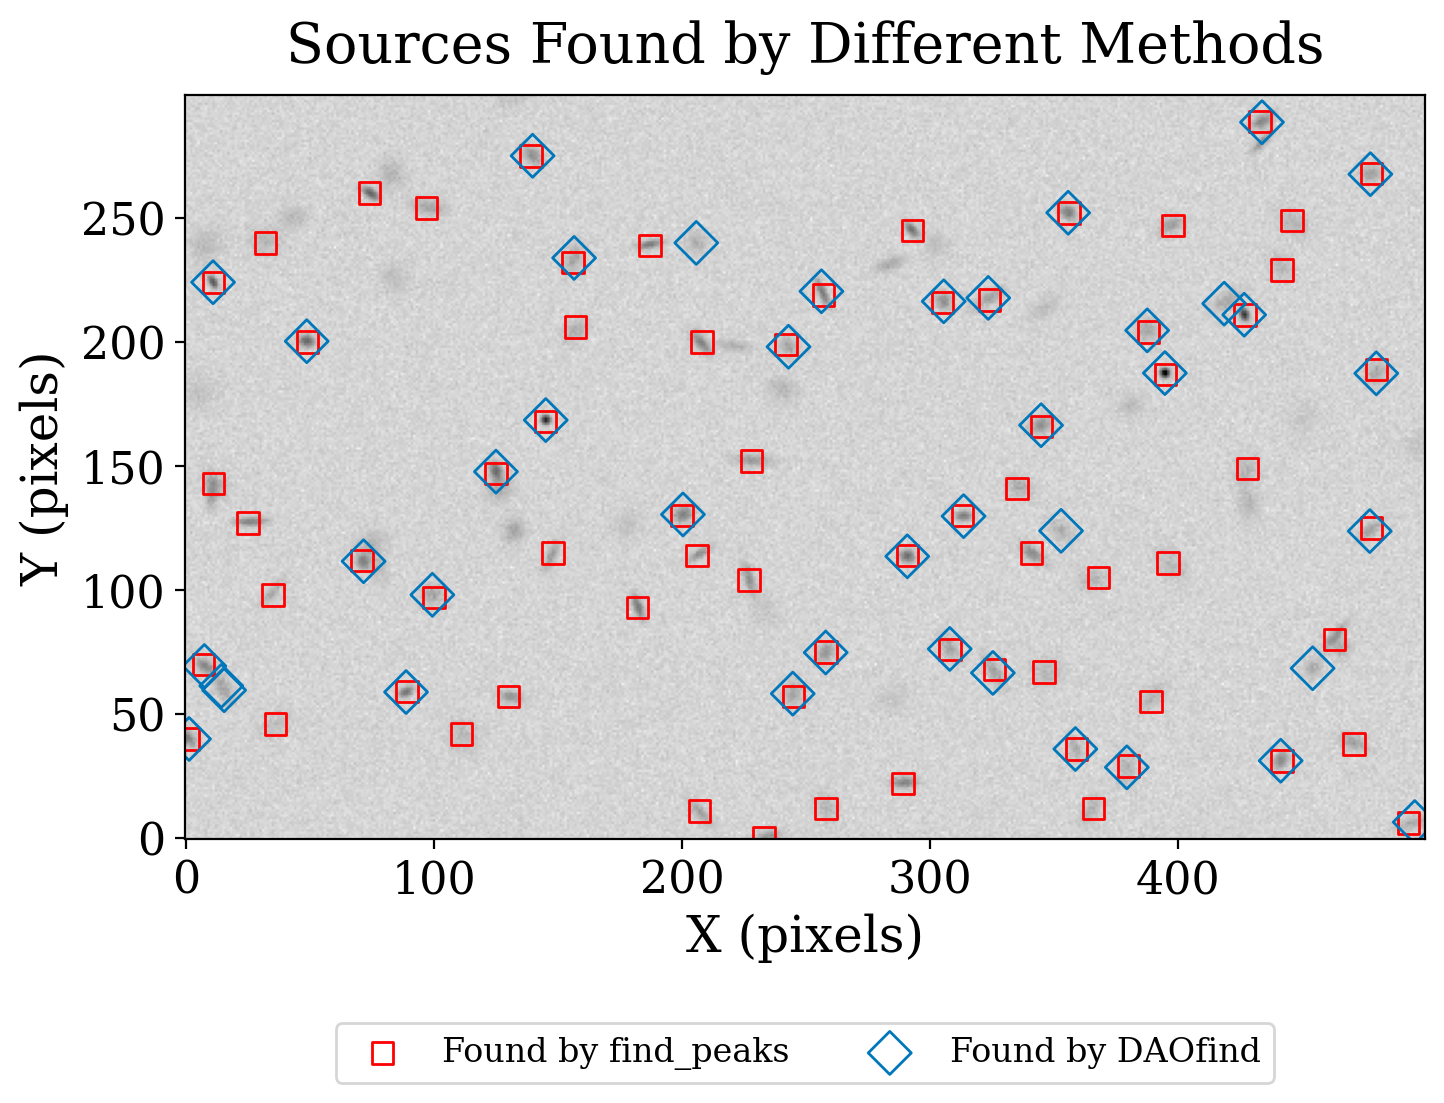 Sources Found by Different Methods
Y (pixels)
250
200
150
100
50
0
0 100 200 300 400
X (pixels)
Found by find_peaks Found by DAOfind